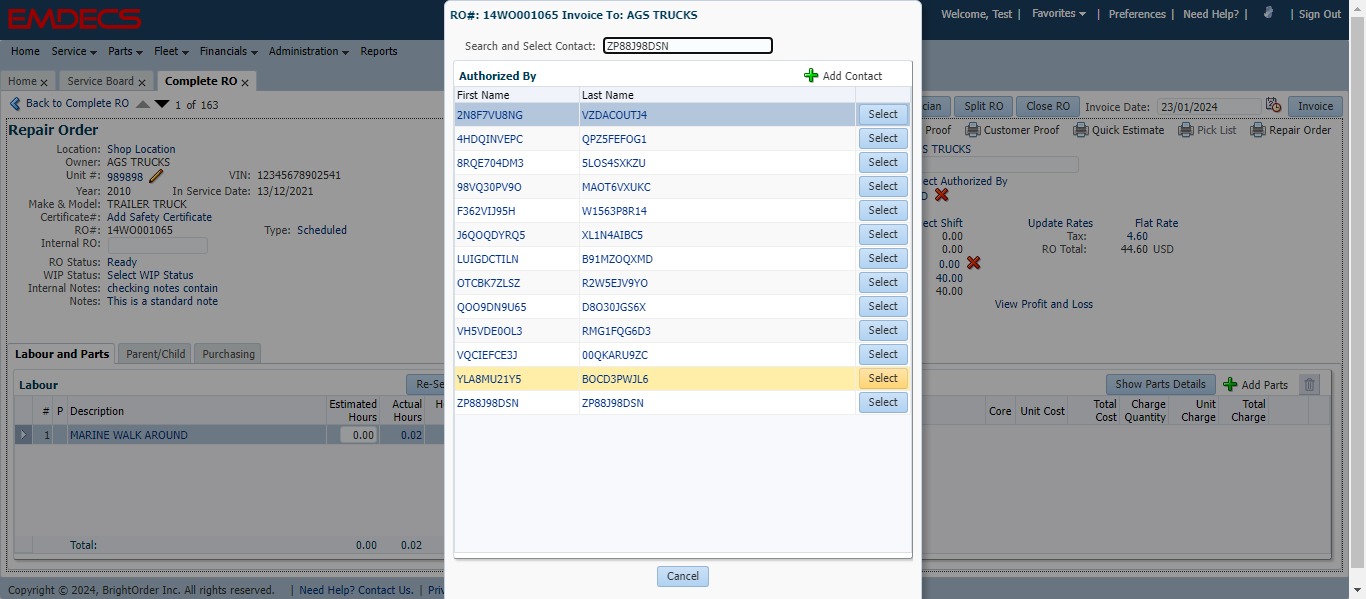 EMDECS
Welcome, Test | Favorites | Preferences | Need Help? | | Sign Out
Home Service Parts Fleet Financials Administration Reports
Home Service Board Complete RO
Back to Complete RO 1 of 163
Split RO Close RO Invoice Date: 23/01/2024 Invoice
Proof Customer Proof Quick Estimate Pick List Repair Order
Repair Order
Location: Shop Location
Owner: AGS TRUCKS
Unit #: 989898 VIN: 12345678902541
Year: 2010 In Service Date: 13/12/2021
Make & Model: TRAILER TRUCK
Certificate#: Add Safety Certificate
RO#: 14WO001065 Type: Scheduled
Internal RO:
RO Status: Ready
WIP Status: Select WIP Status
Internal Notes: checking notes contain
Notes: This is a standard note
Labour and Parts Parent/Child Purchasing
Labour
# P Description Estimated Hours Actual Hours
1 MARINE WALK AROUND 0.00 0.02
Total: 0.00 0.02
RO#: 14WO001065 Invoice To: AGS TRUCKS
Search and Select Contact: ZP88J98DSN
Authorized By Add Contact
First Name Last Name
2N8F7VU8NG VZDACOUTJ4 Select
4HDQINVEPC QPZ5FEFOG1 Select
8RQE704DM3 5LOS4SXKZU Select
98VQ30PV9O MAOT6VXUKC Select
F362VIJ95H W1563P8R14 Select
J6QOQDYRQ5 XL1N4AIBC5 Select
LUIGDCTILN B91MZOQXMD Select
OTCBK7ZLSZ R2W5EJV9YO Select
QOO9DN9U65 D8O30JGS6X Select
VH5VDE0OL3 RMG1FQG6D3 Select
VQCIEFCE3J 00QKARU9ZC Select
YLA8MU21Y5 BOCD3PWJL6 Select
ZP88J98DSN ZP88J98DSN Select
Cancel
S TRUCKS
ect Authorized By
ect Shift Update Rates Flat Rate
0.00 Tax: 4.60
0.00 RO Total: 44.60 USD
0.00
40.00
40.00 View Profit and Loss
Show Parts Details Add Parts
Core Unit Cost Total Cost Charge Quantity Unit Charge Total Charge
Copyright © 2024, BrightOrder Inc. All rights reserved. | Need Help? Contact Us. | Priv